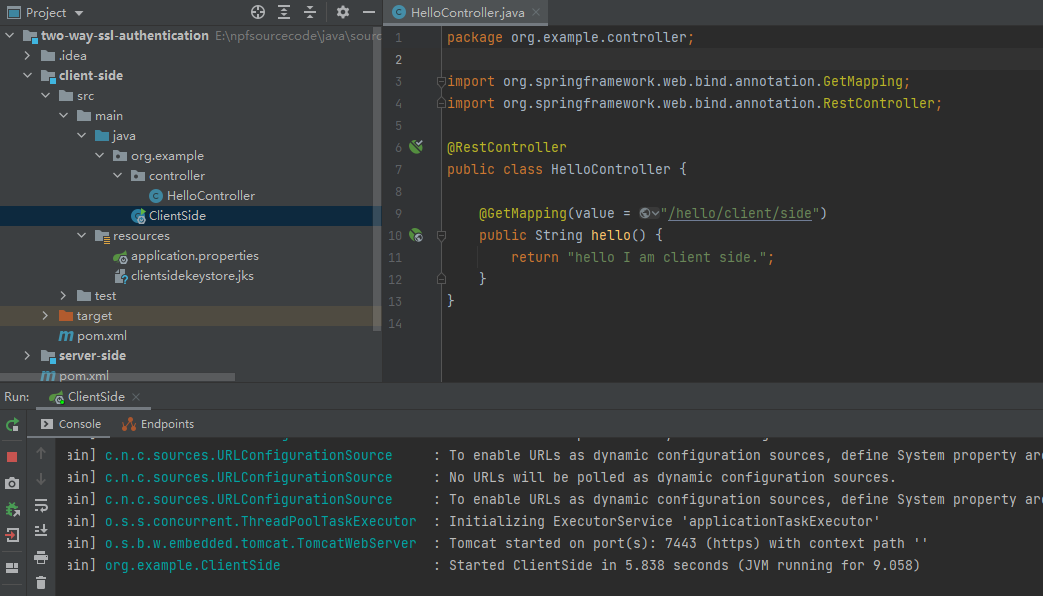 Project
two-way-ssl-authentication E:\npfsourcecode\java\sourc
.idea
client-side
src
main
java
org.example
controller
HelloController
ClientSide
resources
application.properties
clientsidekeystore.jks
test
target
pom.xml
server-side
pom.xml
HelloController.java
1 package org.example.controller;
2
3 import org.springframework.web.bind.annotation.GetMapping;
4 import org.springframework.web.bind.annotation.RestController;
5
6 @RestController
7 public class HelloController {
8
9 @GetMapping(value = "/hello/client/side")
10 public String hello() {
11 return "hello I am client side.";
12 }
13 }
14
Run: ClientSide
Console Endpoints
ain] c.n.c.sources.URLConfigurationSource : To enable URLs as dynamic configuration sources, define System property ar
ain] c.n.c.sources.URLConfigurationSource : No URLs will be polled as dynamic configuration sources.
ain] c.n.c.sources.URLConfigurationSource : To enable URLs as dynamic configuration sources, define System property ar
ain] o.s.s.concurrent.ThreadPoolTaskExecutor : Initializing ExecutorService 'applicationTaskExecutor'
ain] o.s.b.w.embedded.tomcat.TomcatWebServer : Tomcat started on port(s): 7443 (https) with context path ''
ain] org.example.ClientSide : Started ClientSide in 5.838 seconds (JVM running for 9.058)